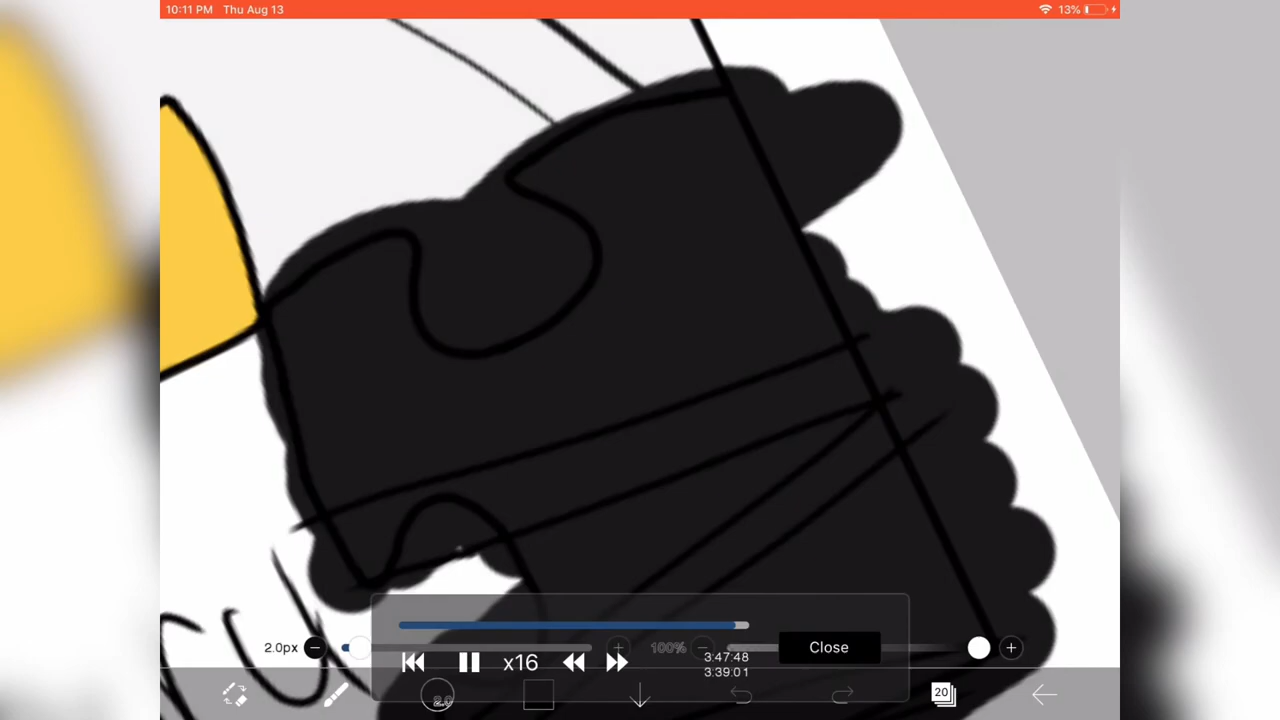 10:11 PM Thu Aug 13
13%
2.0px
100%
x16
3:47:48
3:39:01
Close
20